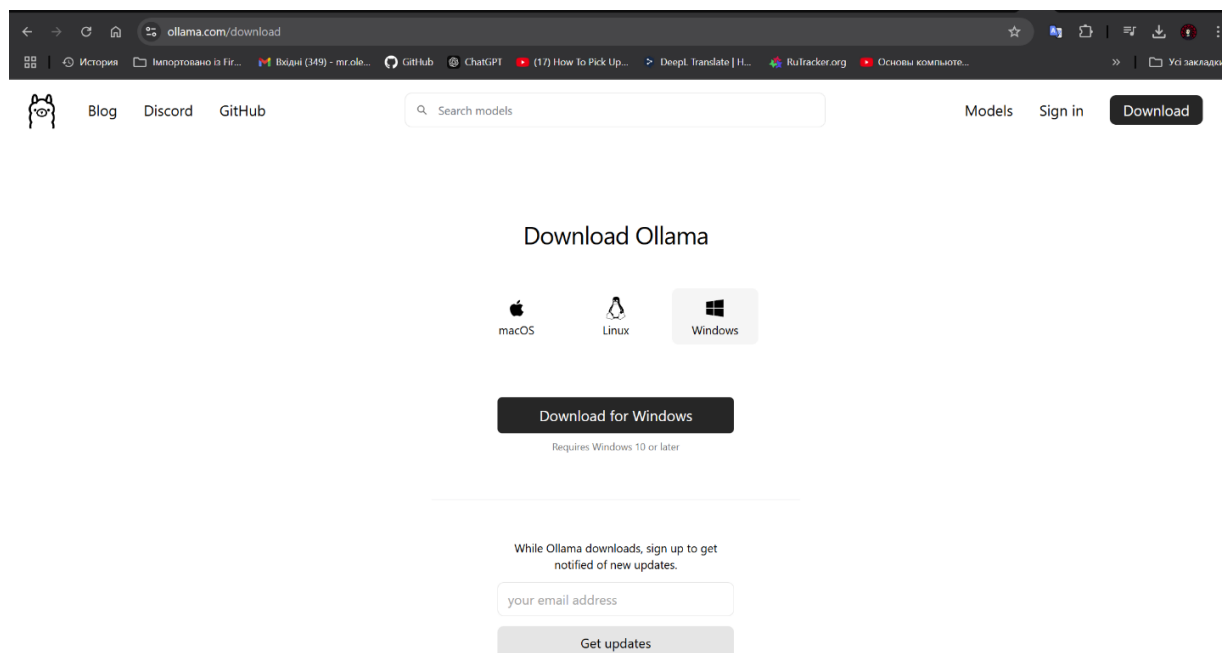 ollama.com/download
История Імпортовано із Fir... Вхідні (349) - mr.ole... GitHub ChatGPT (17) How To Pick Up... DeepL Translate | H... RuTracker.org Основы компьюте... » Усі закладки
Blog Discord GitHub Search models Models Sign in Download
Download Ollama
macOS Linux Windows
Download for Windows
Requires Windows 10 or later
While Ollama downloads, sign up to get
notified of new updates.
your email address
Get updates